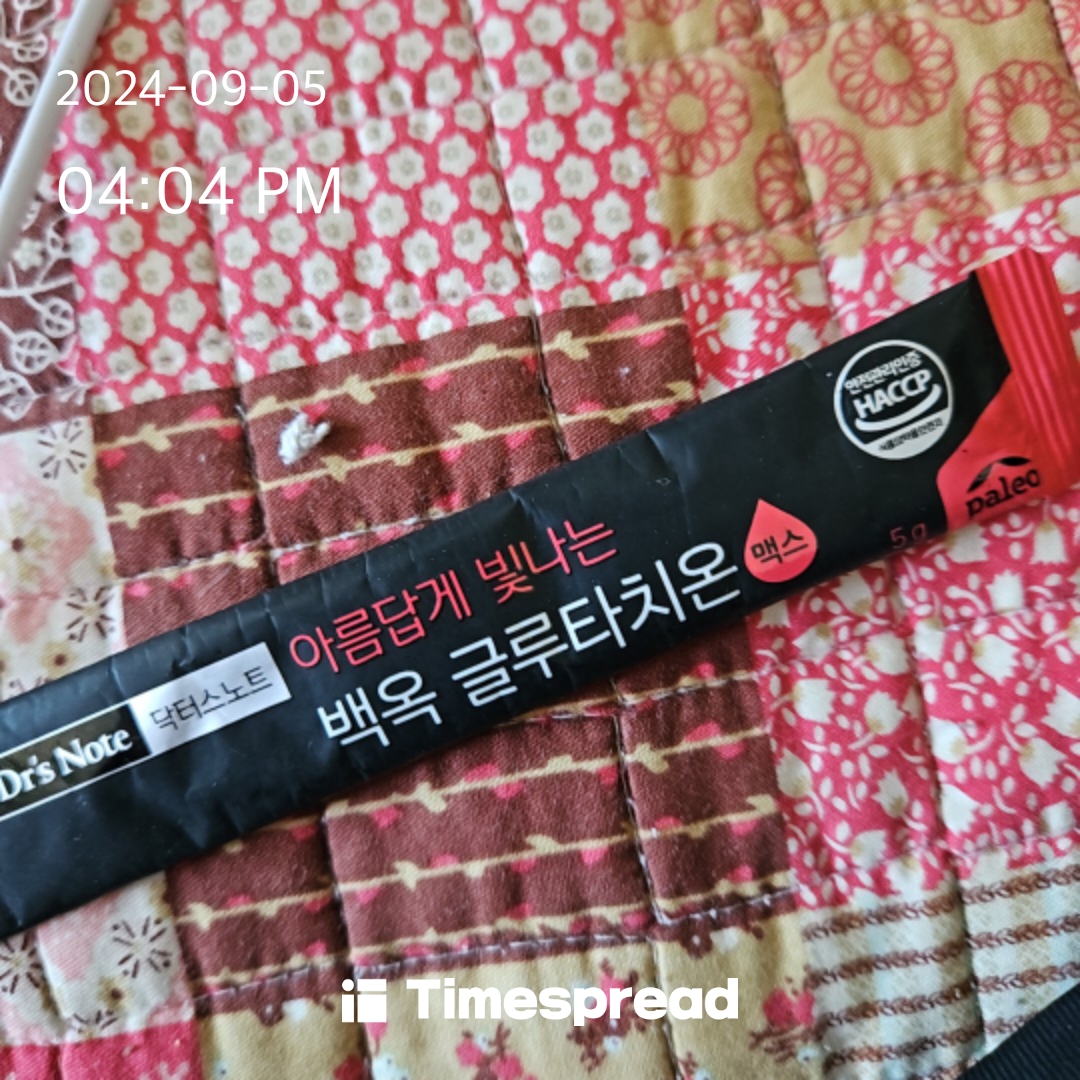 2024-09-05
04:04 PM
안전관리인증
HACCP
식품의약품안전처
paleo
5g
맥스
아름답게 빛나는
백옥 글루타치온
닥터스노트
Dr's Note
Timespread